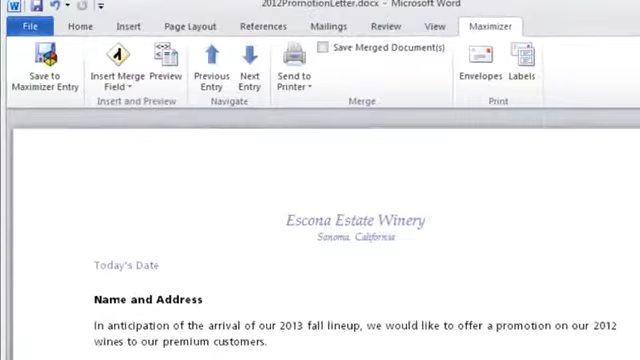 2012PromotionLetter.docx - Microsoft Word
File Home Insert Page Layout References Mailings Review View Maximizer
Save to Maximizer Entry
Insert Merge Field
Preview
Previous Entry
Next Entry
Send to Printer
Save Merged Document(s)
Envelopes
Labels
Insert and Preview Navigate Merge Print
Escona Estate Winery
Sonoma, California
Today's Date
Name and Address
In anticipation of the arrival of our 2013 fall lineup, we would like to offer a promotion on our 2012
wines to our premium customers.